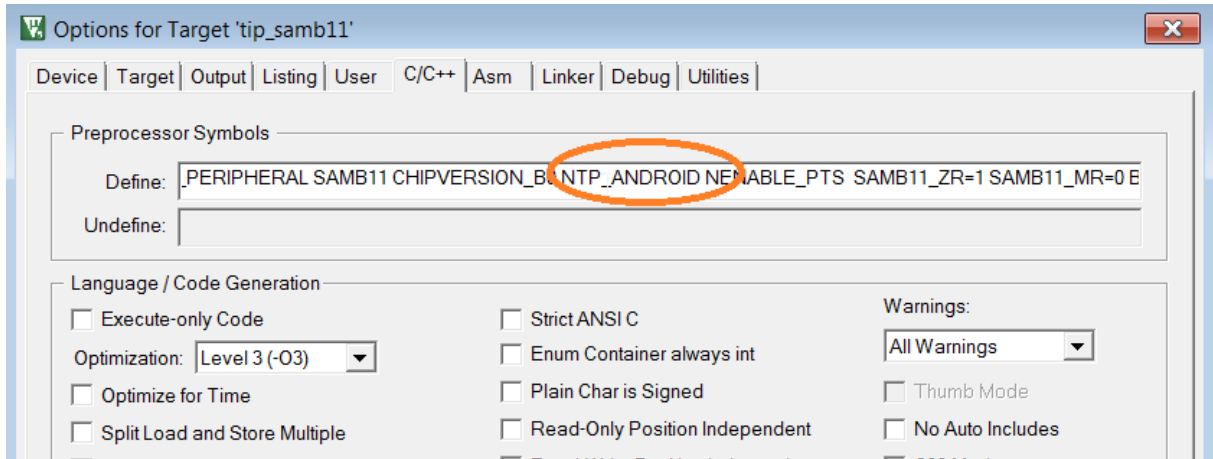 Options for Target 'tip_samb11'
Device Target Output Listing User C/C++ Asm Linker Debug Utilities
Preprocessor Symbols
Define: _PERIPHERAL SAMB11 CHIPVERSION_B0 NTP_ANDROID NENABLE_PTS SAMB11_ZR=1 SAMB11_MR=0 B
Undefine:
Language / Code Generation
Execute-only Code Strict ANSI C Warnings:
Optimization: Level 3 (-O3) Enum Container always int All Warnings
Optimize for Time Plain Char is Signed Thumb Mode
Split Load and Store Multiple Read-Only Position Independent No Auto Includes